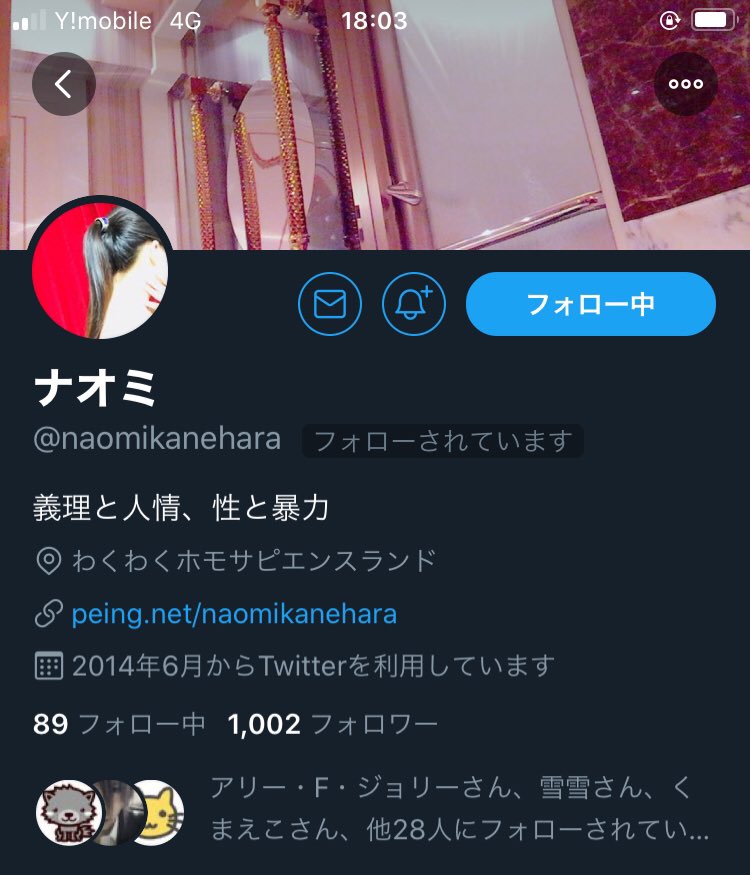 Y!mobile 4G 18:03
フォロー中
ナオミ
@naomikanehara フォローされています
義理と人情、性と暴力
わくわくホモサピエンスランド
peing.net/naomikanehara
2014年6月からTwitterを利用しています
89 フォロー中 1,002 フォロワー
アリー・F・ジョリーさん、雪雪さん、く
まえこさん、他28人にフォローされてい...